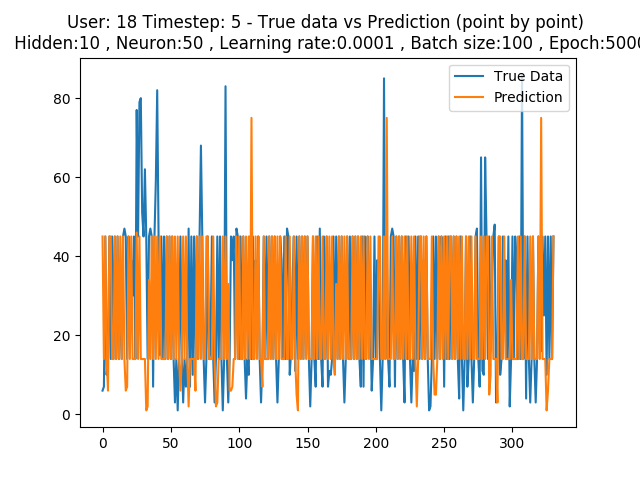 User: 18 Timestep: 5 - True data vs Prediction (point by point)
Hidden:10 , Neuron:50 , Learning rate:0.0001 , Batch size:100 , Epoch:5000
True Data
Prediction
80
60
40
20
0
0 50 100 150 200 250 300